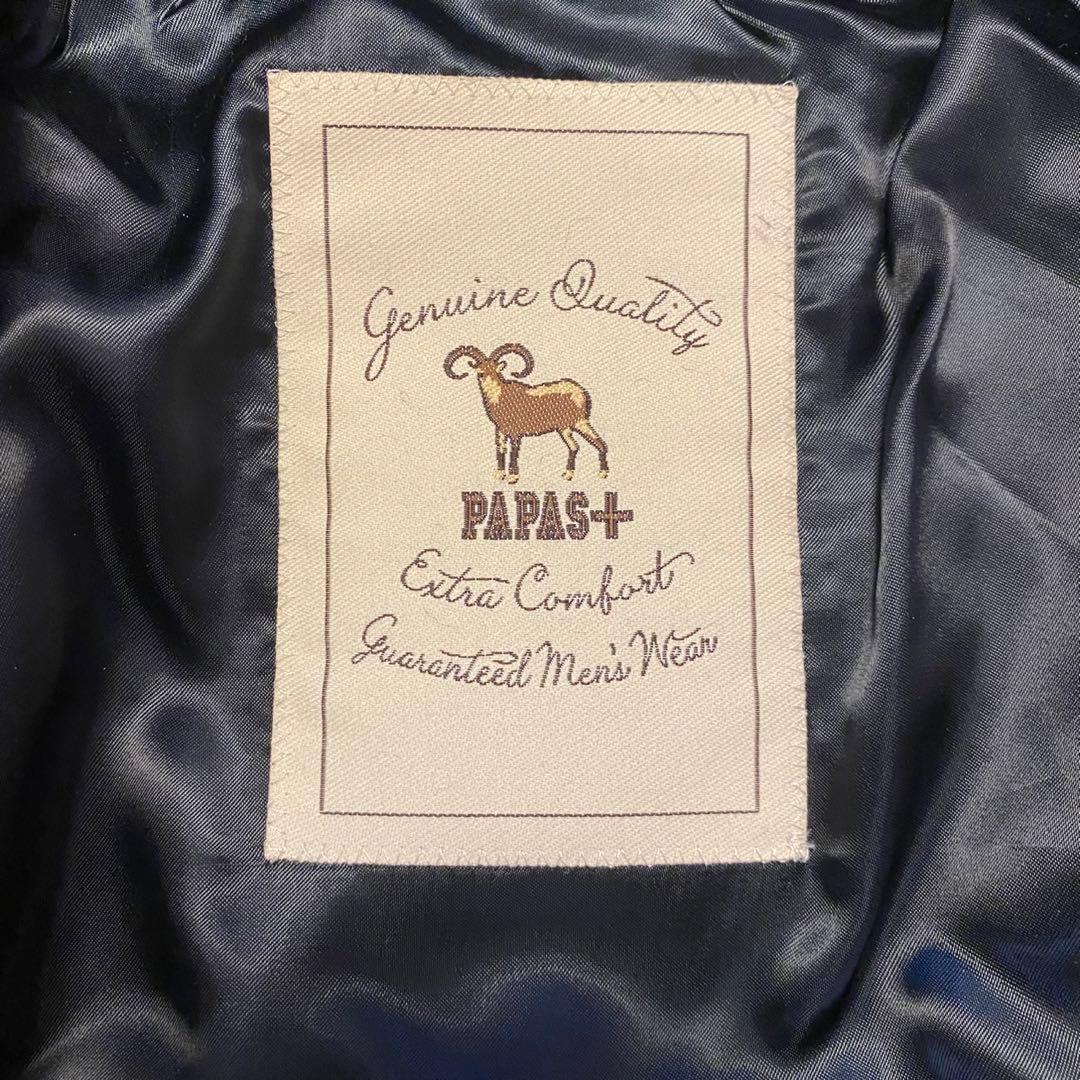 Genuine Quality
PAPAS+
Extra Comfort
Guaranteed Men's Wear